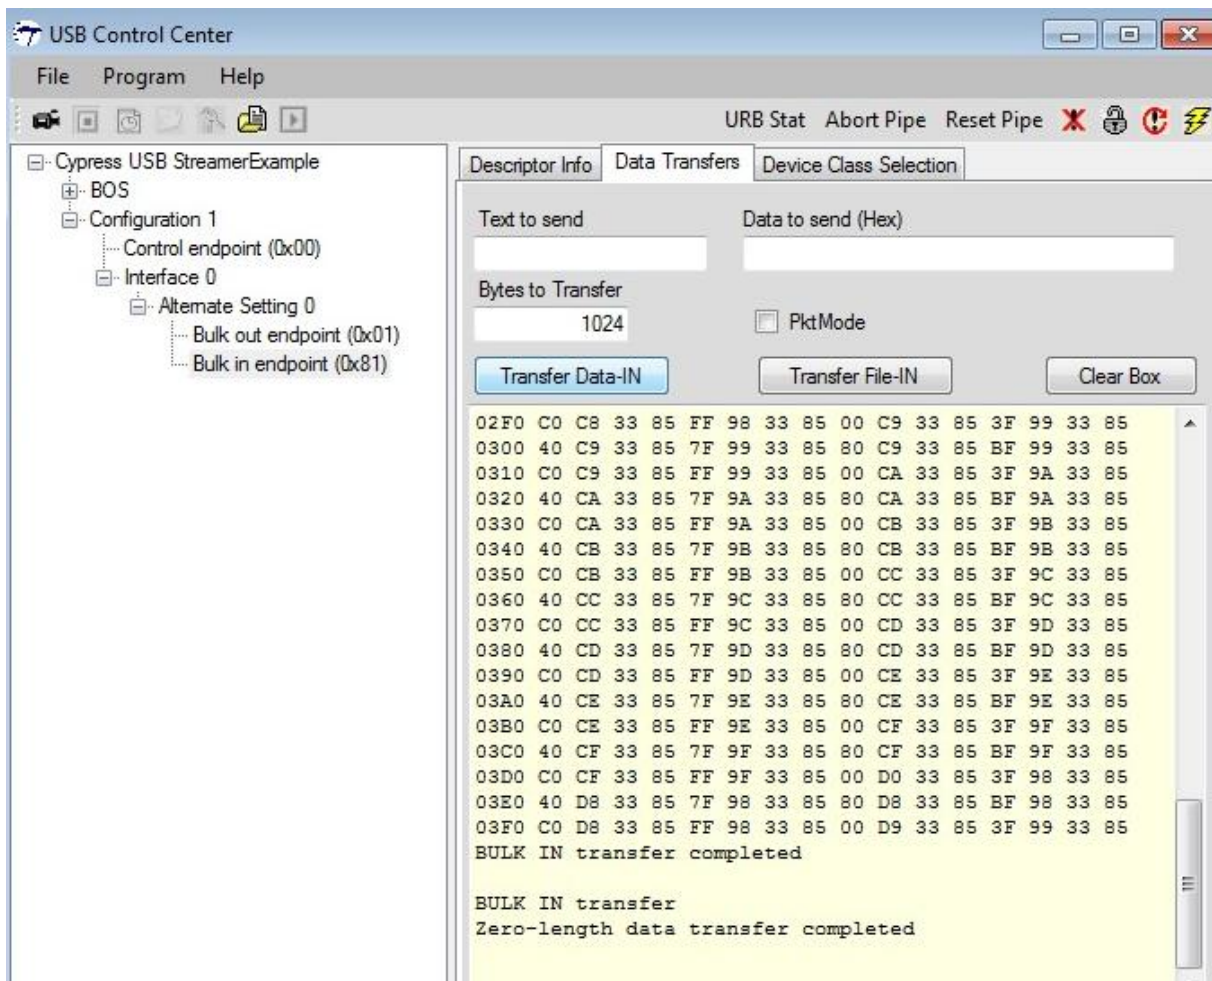 USB Control Center
File Program Help
URB Stat Abort Pipe Reset Pipe
Cypress USB StreamerExample
BOS
Configuration 1
Control endpoint (0x00)
Interface 0
Alternate Setting 0
Bulk out endpoint (0x01)
Bulk in endpoint (0x81)
Descriptor Info Data Transfers Device Class Selection
Text to send Data to send (Hex)
Bytes to Transfer
1024 PktMode
Transfer Data-IN Transfer File-IN Clear Box
02F0 C0 C8 33 85 FF 98 33 85 00 C9 33 85 3F 99 33 85
0300 40 C9 33 85 7F 99 33 85 80 C9 33 85 BF 99 33 85
0310 C0 C9 33 85 FF 99 33 85 00 CA 33 85 3F 9A 33 85
0320 40 CA 33 85 7F 9A 33 85 80 CA 33 85 BF 9A 33 85
0330 C0 CA 33 85 FF 9A 33 85 00 CB 33 85 3F 9B 33 85
0340 40 CB 33 85 7F 9B 33 85 80 CB 33 85 BF 9B 33 85
0350 C0 CB 33 85 FF 9B 33 85 00 CC 33 85 3F 9C 33 85
0360 40 CC 33 85 7F 9C 33 85 80 CC 33 85 BF 9C 33 85
0370 C0 CC 33 85 FF 9C 33 85 00 CD 33 85 3F 9D 33 85
0380 40 CD 33 85 7F 9D 33 85 80 CD 33 85 BF 9D 33 85
0390 C0 CD 33 85 FF 9D 33 85 00 CE 33 85 3F 9E 33 85
03A0 40 CE 33 85 7F 9E 33 85 80 CE 33 85 BF 9E 33 85
03B0 C0 CE 33 85 FF 9E 33 85 00 CF 33 85 3F 9F 33 85
03C0 40 CF 33 85 7F 9F 33 85 80 CF 33 85 BF 9F 33 85
03D0 C0 CF 33 85 FF 9F 33 85 00 D0 33 85 3F 98 33 85
03E0 40 D8 33 85 7F 98 33 85 80 D8 33 85 BF 98 33 85
03F0 C0 D8 33 85 FF 98 33 85 00 D9 33 85 3F 99 33 85
BULK IN transfer completed
BULK IN transfer
Zero-length data transfer completed